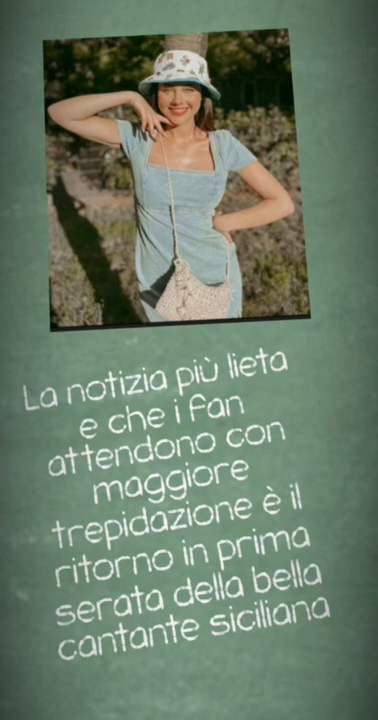 La notizia più lieta
e che i fan
attendono con
maggiore
trepidazione è il
ritorno in prima
serata della bella
cantante siciliana